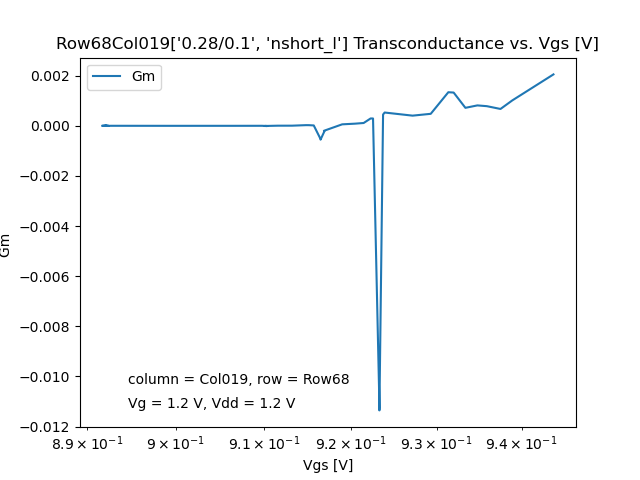 Row68Col019['0.28/0.1', 'nshort_l'] Transconductance vs. Vgs [V]
Gm
0.002
0.000
−0.002
−0.004
−0.006
−0.008
−0.010
−0.012
Gm
column = Col019, row = Row68
Vg = 1.2 V, Vdd = 1.2 V
8.9 × 10⁻¹ 9 × 10⁻¹ 9.1 × 10⁻¹ 9.2 × 10⁻¹ 9.3 × 10⁻¹ 9.4 × 10⁻¹
Vgs [V]